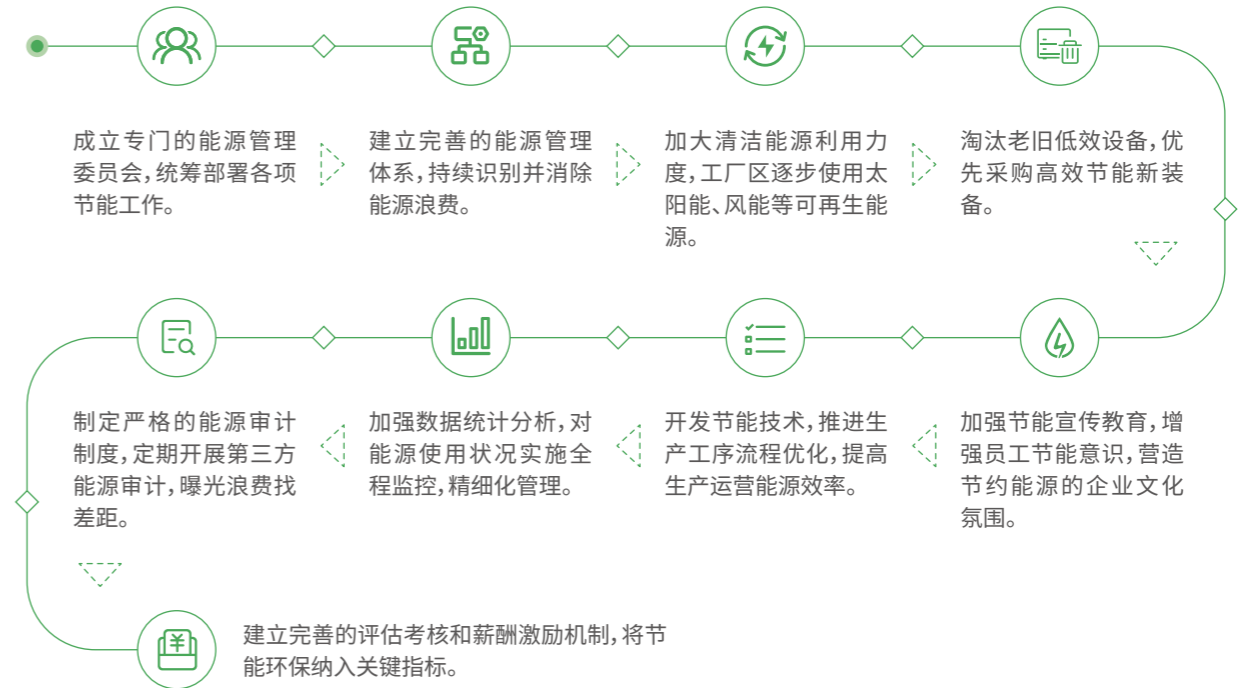 成立专门的能源管理
委员会，统筹部署各项
节能工作。
建立完善的能源管理
体系，持续识别并消除
能源浪费。
加大清洁能源利用力
度，工厂区逐步使用太
阳能、风能等可再生能
源。
淘汰老旧低效设备，优
先采购高效节能新装
备。
加强节能宣传教育，增
强员工节能意识，营造
节约能源的企业文化
氛围。
开发节能技术，推进生
产工序流程优化，提高
生产运营能源效率。
加强数据统计分析，对
能源使用状况实施全
程监控，精细化管理。
制定严格的能源审计
制度，定期开展第三方
能源审计，曝光浪费找
差距。
建立完善的评估考核和薪酬激励机制，将节
能环保纳入关键指标。